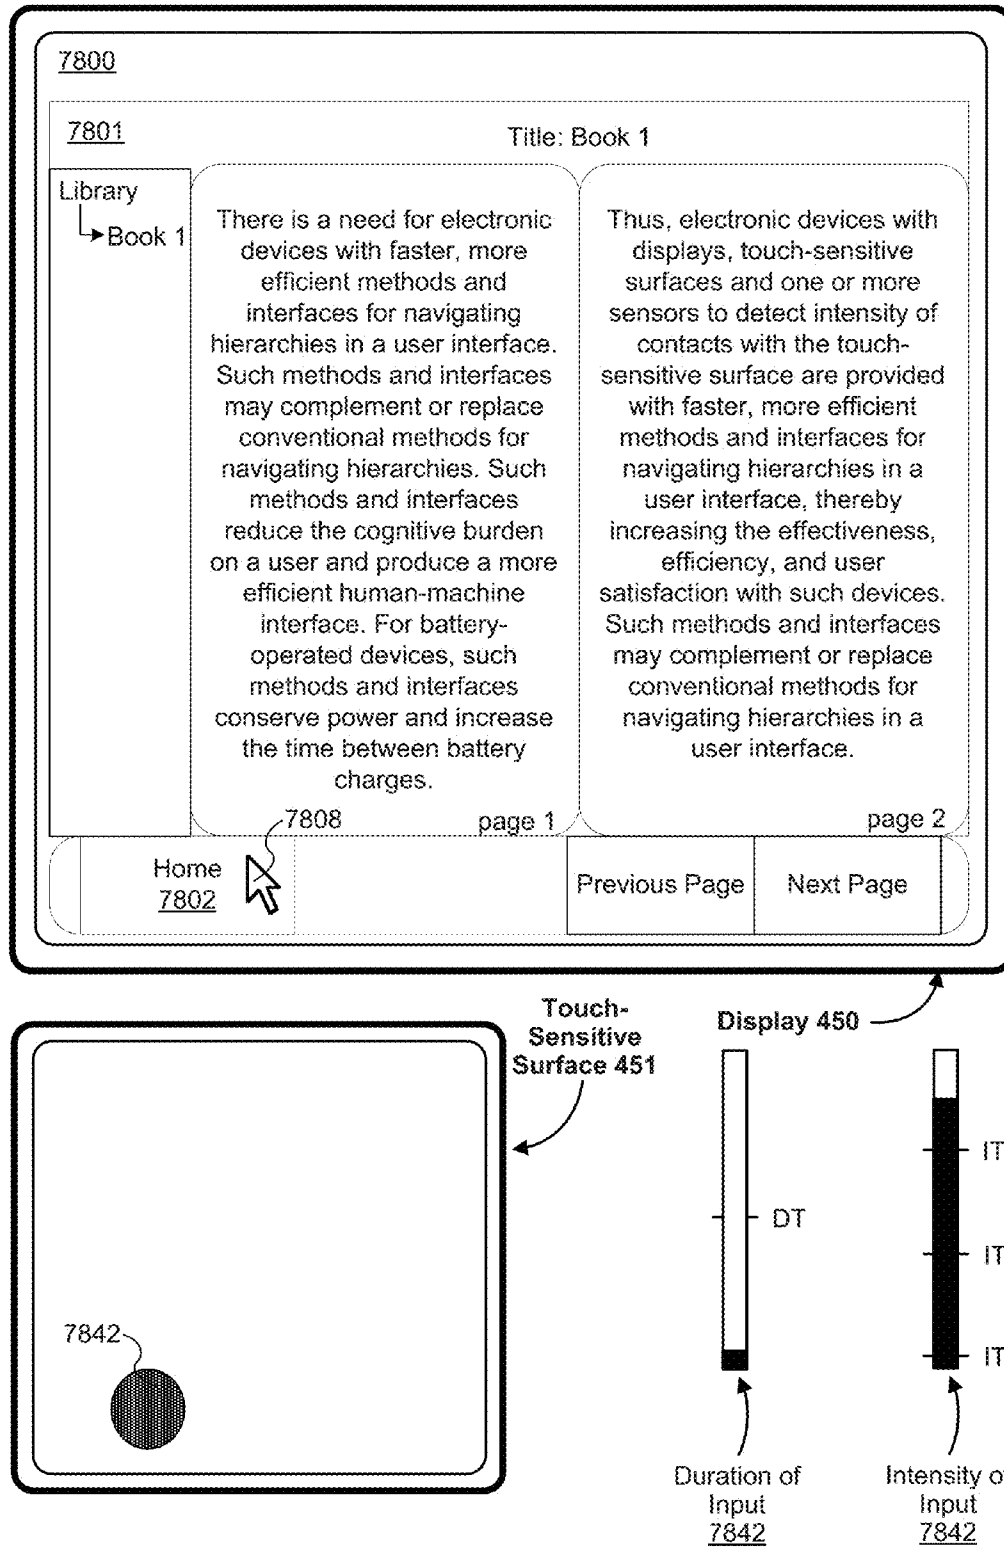 7800
7801
Title: Book 1
Library
Book 1
There is a need for electronic
devices with faster, more
efficient methods and
interfaces for navigating
hierarchies in a user interface.
Such methods and interfaces
may complement or replace
conventional methods for
navigating hierarchies. Such
methods and interfaces
reduce the cognitive burden
on a user and produce a more
efficient human-machine
interface. For battery-
operated devices, such
methods and interfaces
conserve power and increase
the time between battery
charges.
page 1
Thus, electronic devices with
displays, touch-sensitive
surfaces and one or more
sensors to detect intensity of
contacts with the touch-
sensitive surface are provided
with faster, more efficient
methods and interfaces for
navigating hierarchies in a
user interface, thereby
increasing the effectiveness,
efficiency, and user
satisfaction with such devices.
Such methods and interfaces
may complement or replace
conventional methods for
navigating hierarchies in a
user interface.
page 2
7808
Home
7802
Previous Page
Next Page
Touch-
Sensitive
Surface 451
Display 450
7842
DT
IT
IT
IT
Duration of
Input
7842
Intensity o
Input
7842